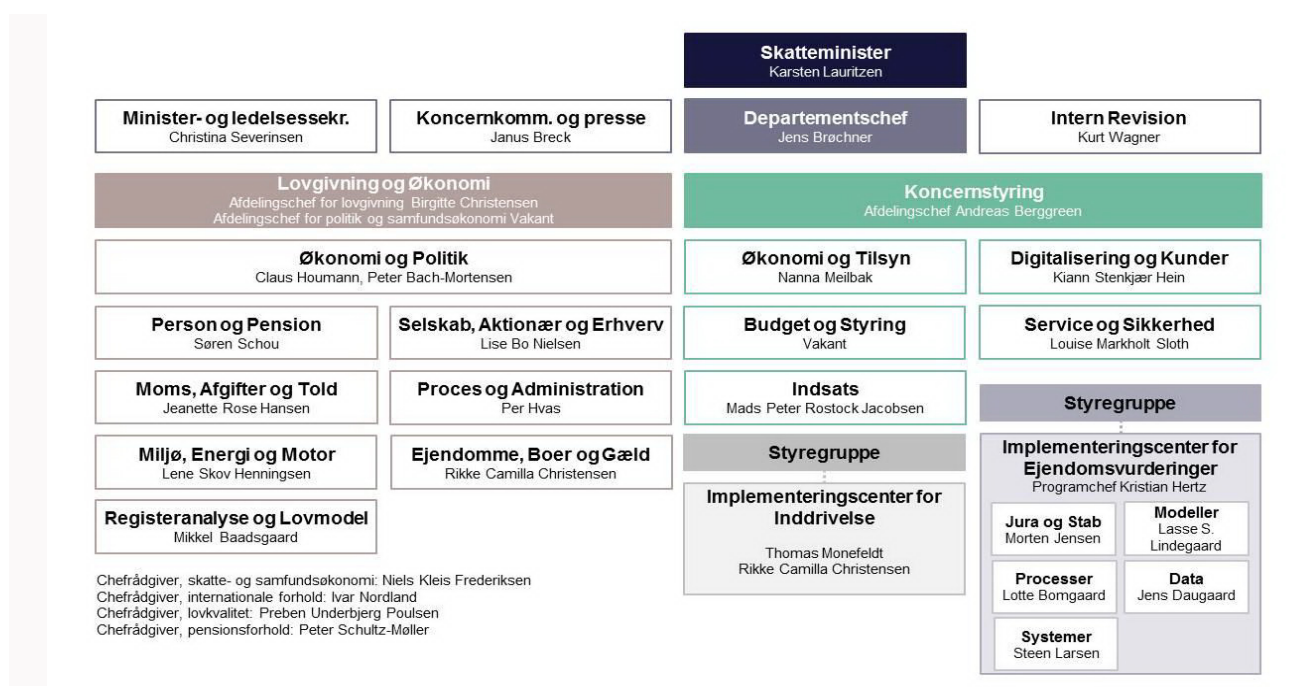 Skatteminister
Karsten Lauritzen
Minister- og ledelsessekr.
Christina Severinsen
Koncernkomm. og presse
Janus Breck
Departementschef
Jens Brøchner
Intern Revision
Kurt Wagner
Lovgivning og Økonomi
Afdelingschef for lovgivning Birgitte Christensen
Afdelingschef for politik og samfundsøkonomi Vakant
Koncernstyring
Afdelingschef Andreas Berggreen
Økonomi og Politik
Claus Houmann, Peter Bach-Mortensen
Økonomi og Tilsyn
Nanna Meilbak
Digitalisering og Kunder
Kiann Stenkjær Hein
Person og Pension
Søren Schou
Selskab, Aktionær og Erhverv
Lise Bo Nielsen
Budget og Styring
Vakant
Service og Sikkerhed
Louise Markholt Sloth
Moms, Afgifter og Told
Jeanette Rose Hansen
Proces og Administration
Per Hvas
Indsats
Mads Peter Rostock Jacobsen
Miljø, Energi og Motor
Lene Skov Henningsen
Ejendomme, Boer og Gæld
Rikke Camilla Christensen
Registeranalyse og Lovmodel
Mikkel Baadsgaard
Styregruppe
Implementeringscenter for
Inddrivelse
Thomas Monefeldt
Rikke Camilla Christensen
Styregruppe
Implementeringscenter for
Ejendomsvurderinger
Programchef Kristian Hertz
Jura og Stab
Morten Jensen
Modeller
Lasse S.
Lindegaard
Processer
Lotte Bomgaard
Data
Jens Daugaard
Systemer
Steen Larsen
Chefrådgiver, skatte- og samfundsøkonomi: Niels Kleis Frederiksen
Chefrådgiver, internationale forhold: Ivar Nordland
Chefrådgiver, lovkvalitet: Preben Underbjerg Poulsen
Chefrådgiver, pensionsforhold: Peter Schultz-Møller